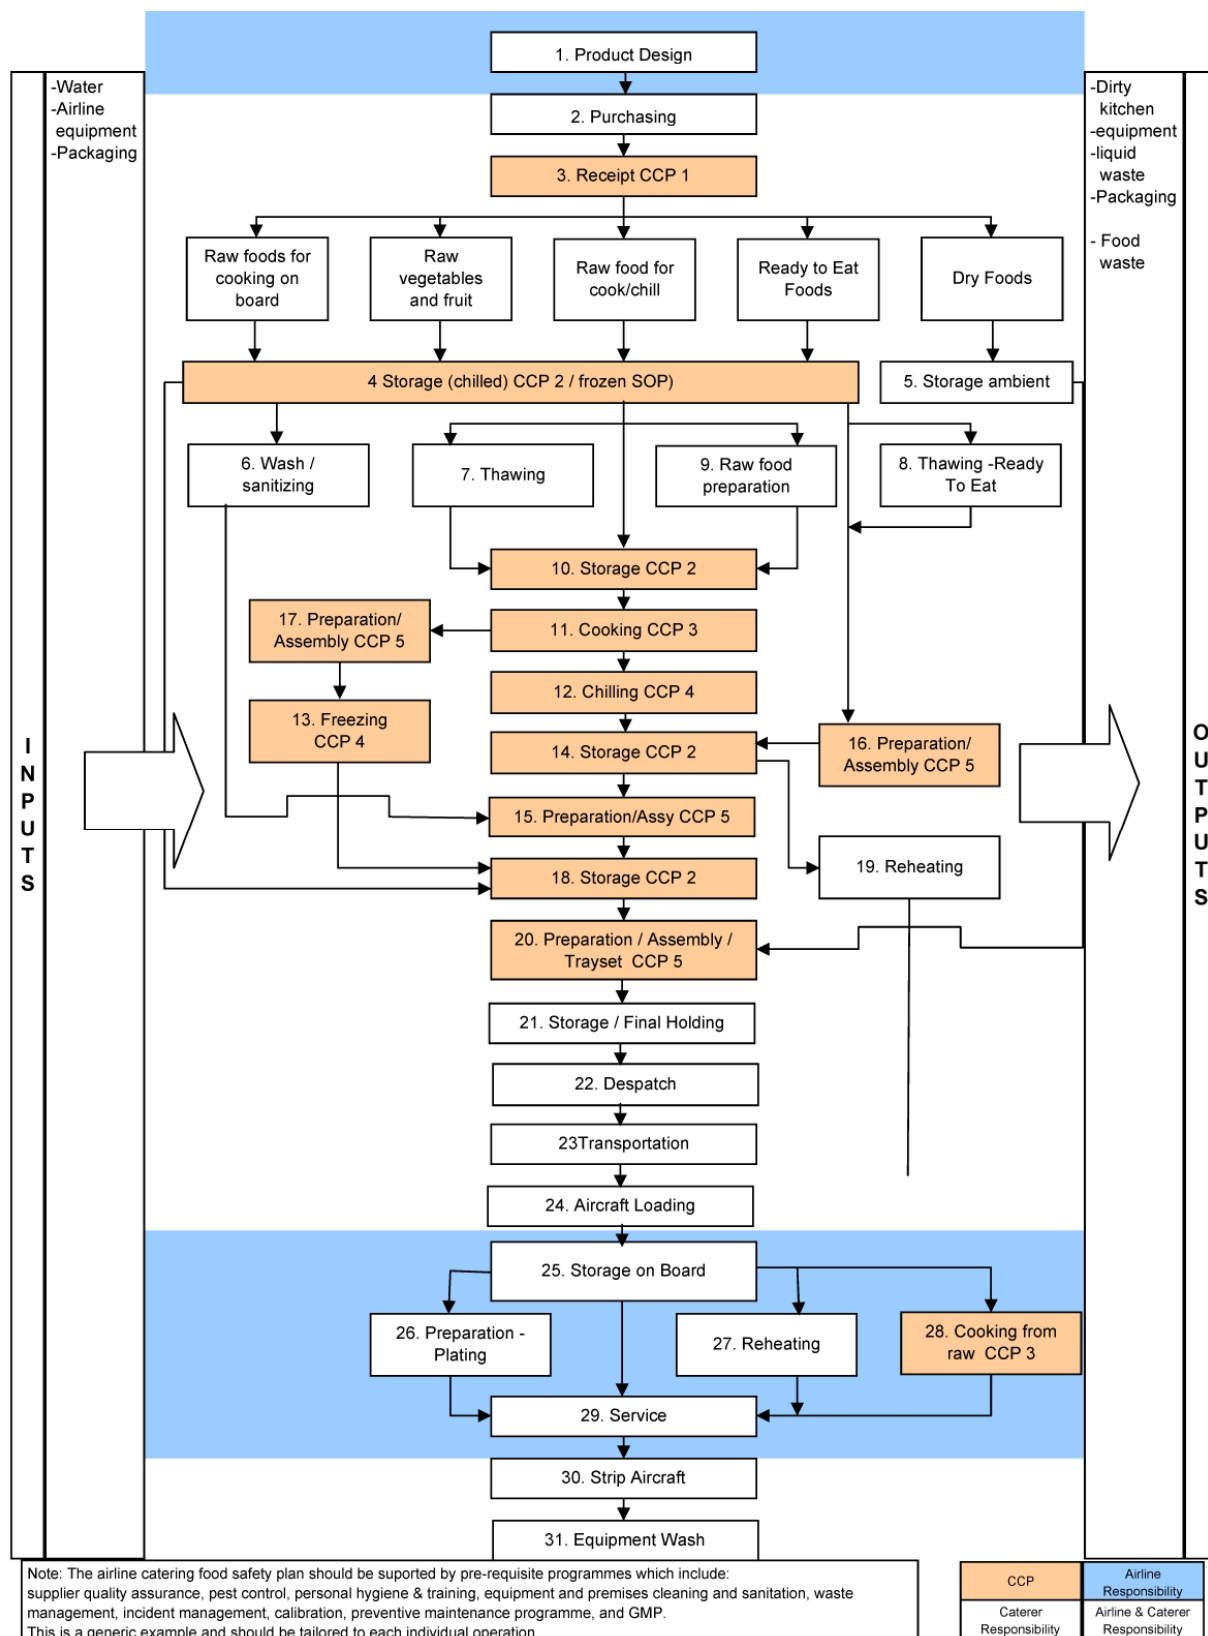 1. Product Design
-Water
-Airline
equipment
-Packaging
-Dirty
kitchen
-equipment
-liquid
waste
-Packaging
- Food
waste
2. Purchasing
3. Receipt CCP 1
Raw foods for
cooking on
board
Raw
vegetables
and fruit
Raw food for
cook/chill
Ready to Eat
Foods
Dry Foods
4 Storage (chilled) CCP 2 / frozen SOP)
5. Storage ambient
6. Wash /
sanitizing
7. Thawing
9. Raw food
preparation
8. Thawing -Ready
To Eat
10. Storage CCP 2
17. Preparation/
Assembly CCP 5
11. Cooking CCP 3
12. Chilling CCP 4
13. Freezing
CCP 4
14. Storage CCP 2
16. Preparation/
Assembly CCP 5
INPUTS
OUTPUTS
15. Preparation/Assy CCP 5
18. Storage CCP 2
19. Reheating
20. Preparation / Assembly /
Trayset CCP 5
21. Storage / Final Holding
22. Despatch
23Transportation
24. Aircraft Loading
25. Storage on Board
26. Preparation -
Plating
27. Reheating
28. Cooking from
raw CCP 3
29. Service
30. Strip Aircraft
31. Equipment Wash
Note: The airline catering food safety plan should be suported by pre-requisite programmes which include:
supplier quality assurance, pest control, personal hygiene & training, equipment and premises cleaning and sanitation, waste
management, incident management, calibration, preventive maintenance programme, and GMP.
This is a generic example and should be tailored to each individual operation
CCP
Airline
Responsibility
Caterer
Responsibility
Airline & Caterer
Responsibility